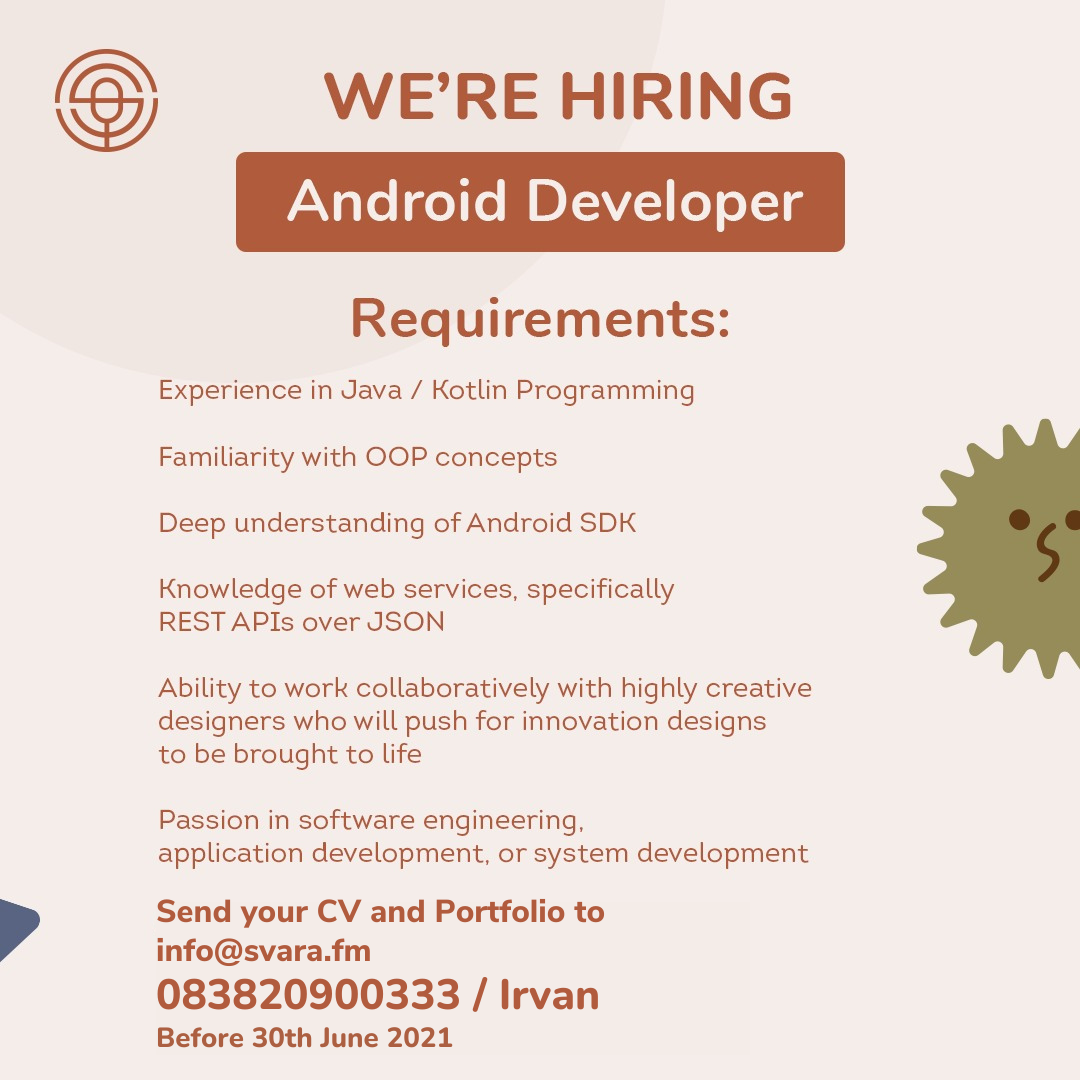 WE’RE HIRING
Android Developer
Requirements:
Experience in Java / Kotlin Programming
Familiarity with OOP concepts
Deep understanding of Android SDK
Knowledge of web services, specifically
REST APIs over JSON
Ability to work collaboratively with highly creative
designers who will push for innovation designs
to be brought to life
Passion in software engineering,
application development, or system development
Send your CV and Portfolio to
info@svara.fm
083820900333 / Irvan
Before 30th June 2021